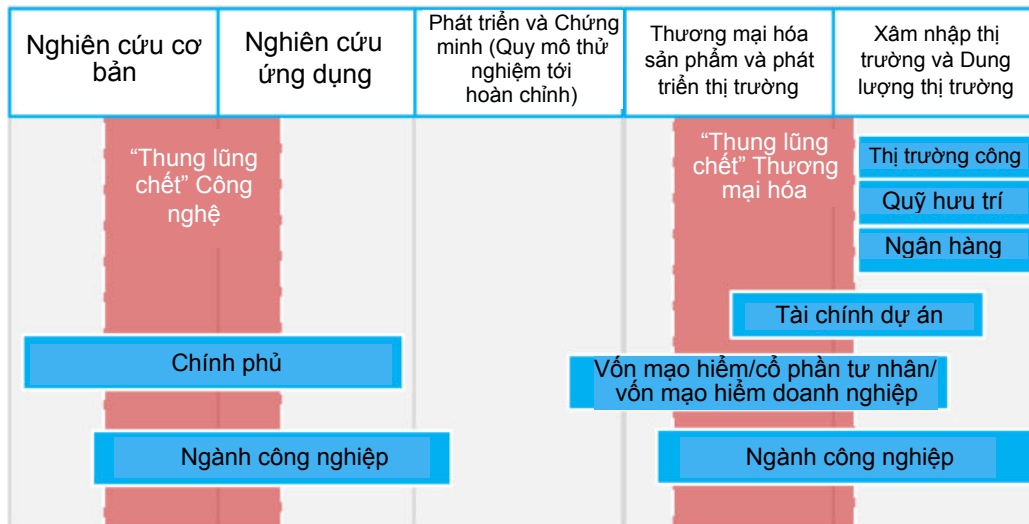 Nghiên cứu cơ
bản
Nghiên cứu
ứng dụng
Phát triển và Chứng
minh (Quy mô thử
nghiệm tới
hoàn chỉnh)
Thương mại hóa
sản phẩm và phát
triển thị trường
Xâm nhập thị
trường và Dung
lượng thị trường
“Thung lũng
chết” Công
nghệ
“Thung lũng
chết” Thương
mại hóa
Thị trường công
Quỹ hưu trí
Ngân hàng
Tài chính dự án
Chính phủ
Vốn mạo hiểm/cổ phần tư nhân/
vốn mạo hiểm doanh nghiệp
Ngành công nghiệp
Ngành công nghiệp